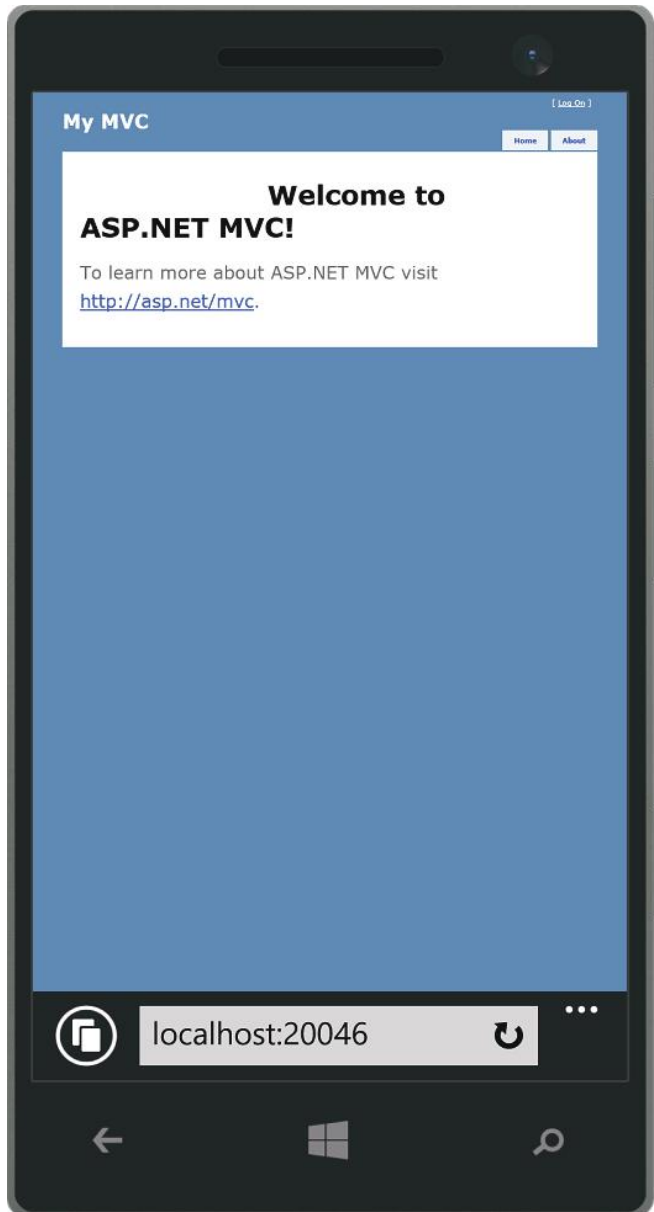 [ Log On ]
My MVC
Home About
Welcome to
ASP.NET MVC!
To learn more about ASP.NET MVC visit
http://asp.net/mvc.
localhost:20046